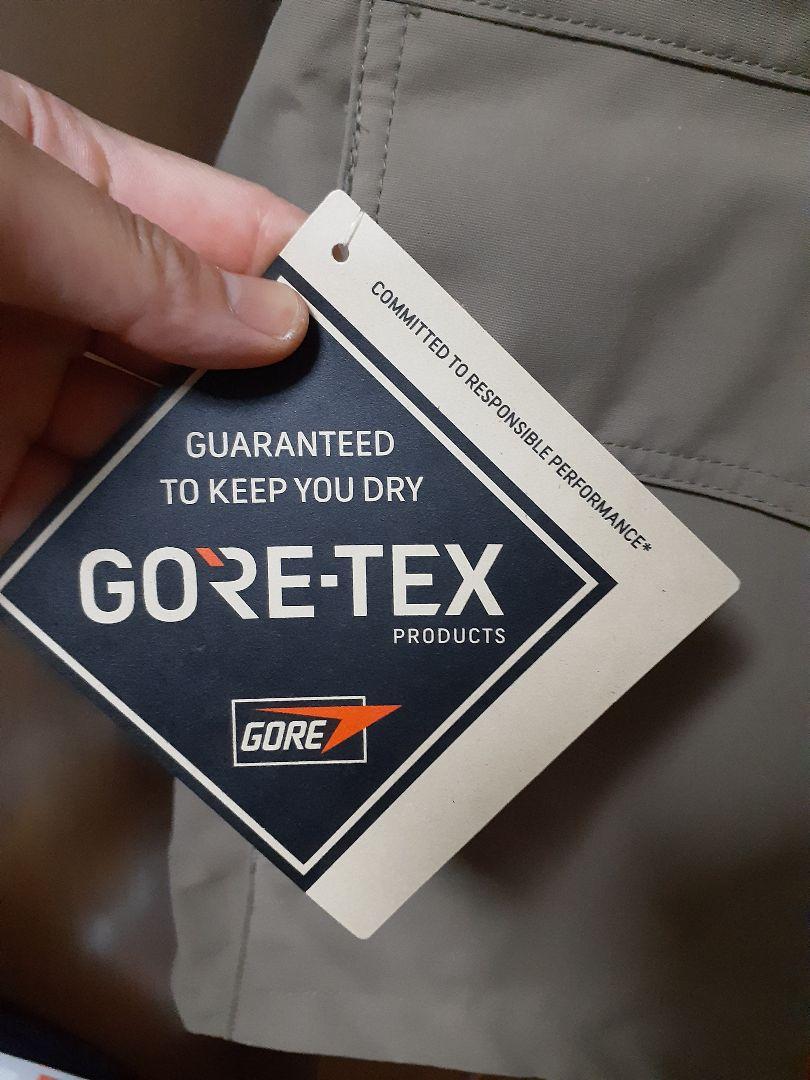 COMMITTED TO RESPONSIBLE PERFORMANCE*
GUARANTEED
TO KEEP YOU DRY
GORE-TEX
PRODUCTS
GORE